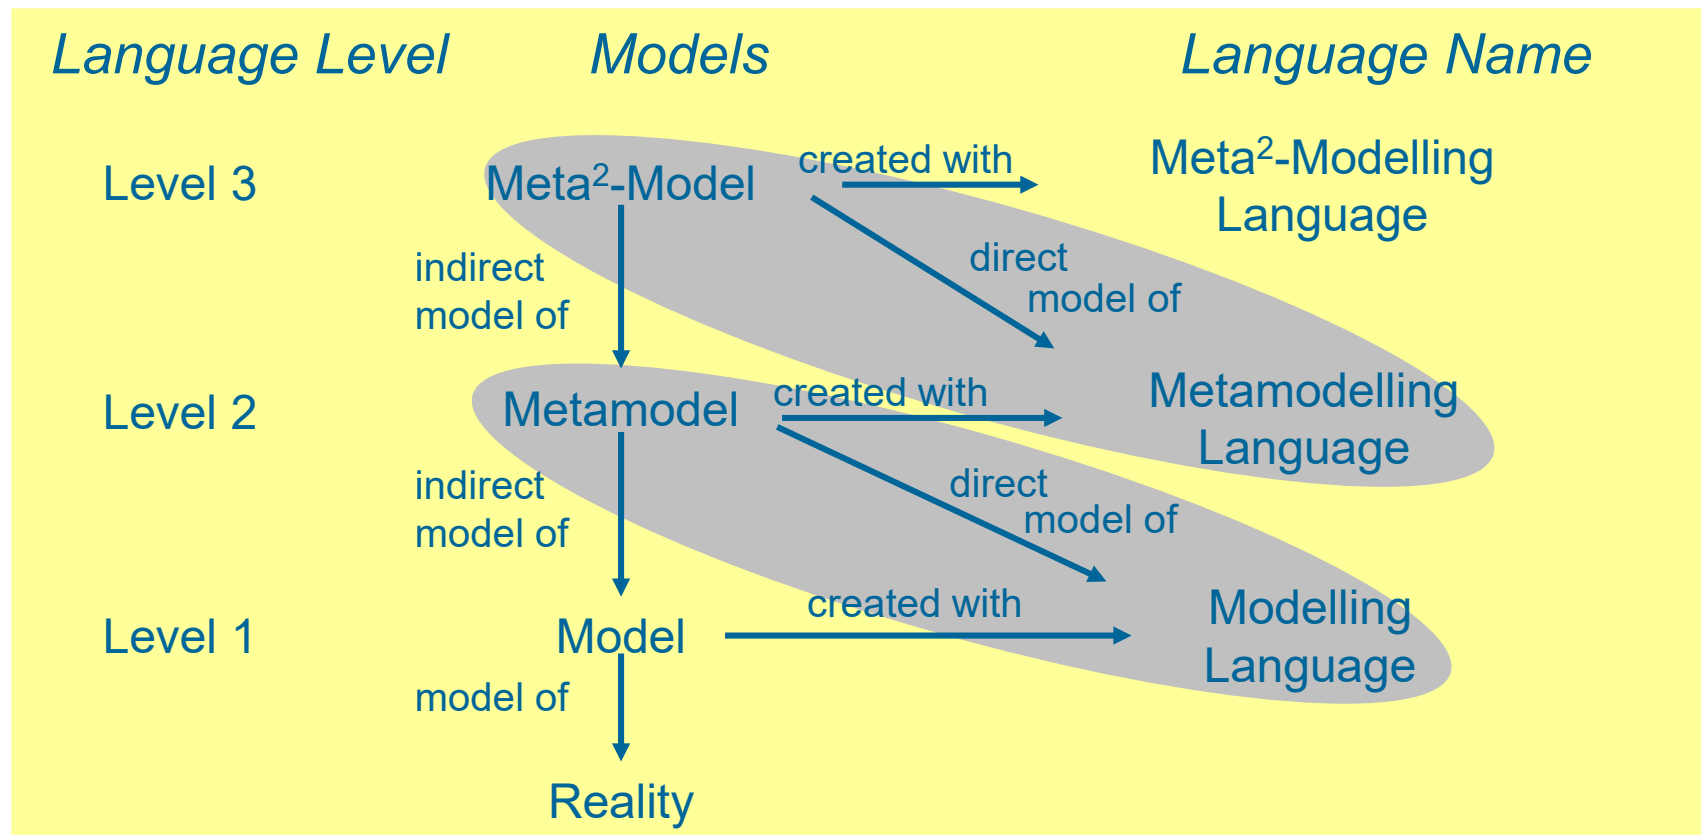 Language Level Models Language Name
Level 3 Meta²-Model created with Meta²-Modelling
Language
indirect
model of
direct
model of
Level 2 Metamodel created with Metamodelling
Language
indirect
model of
direct
model of
Level 1 Model created with Modelling
Language
model of
Reality